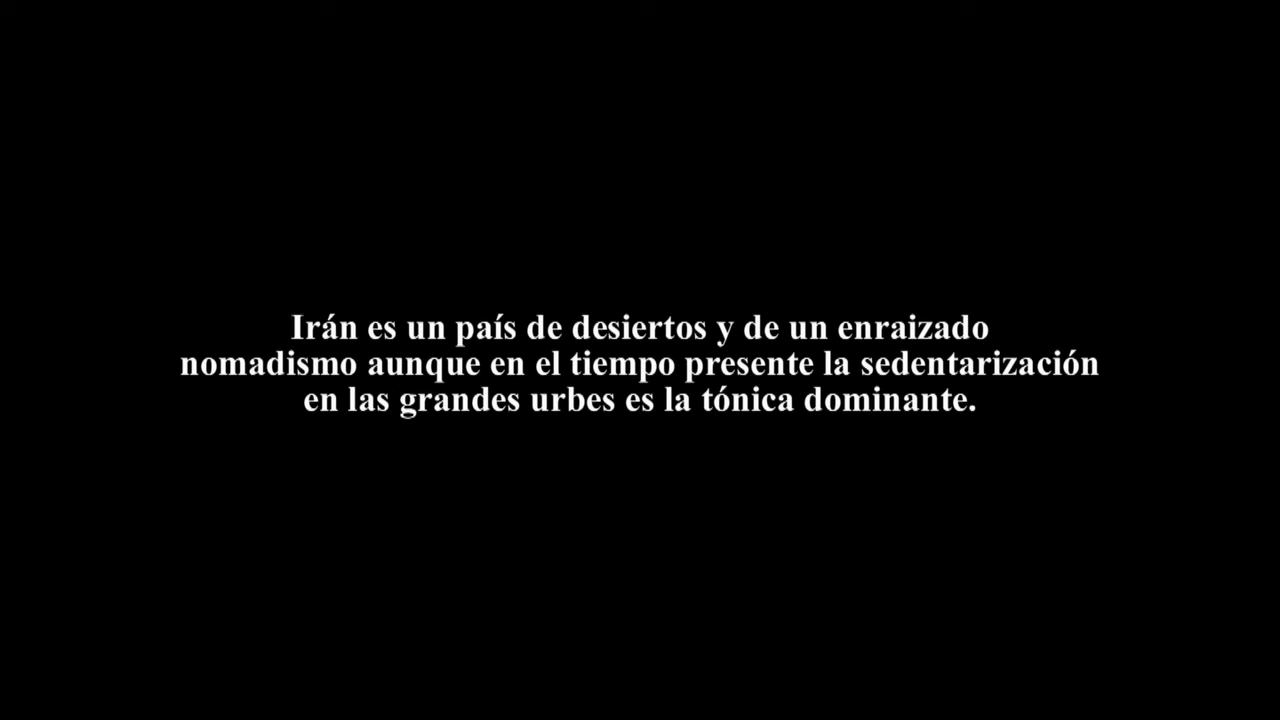 Irán es un país de desiertos y de un enraizado
nomadismo aunque en el tiempo presente la sedentarización
en las grandes urbes es la tónica dominante.